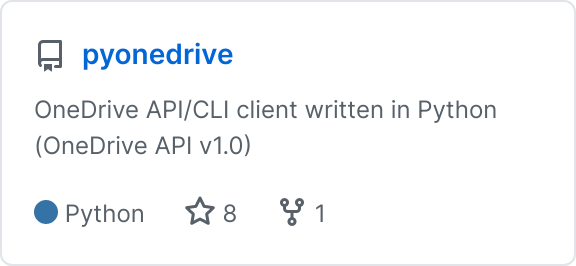 pyonedrive
OneDrive API/CLI client written in Python
(OneDrive API v1.0)
Python 8 1